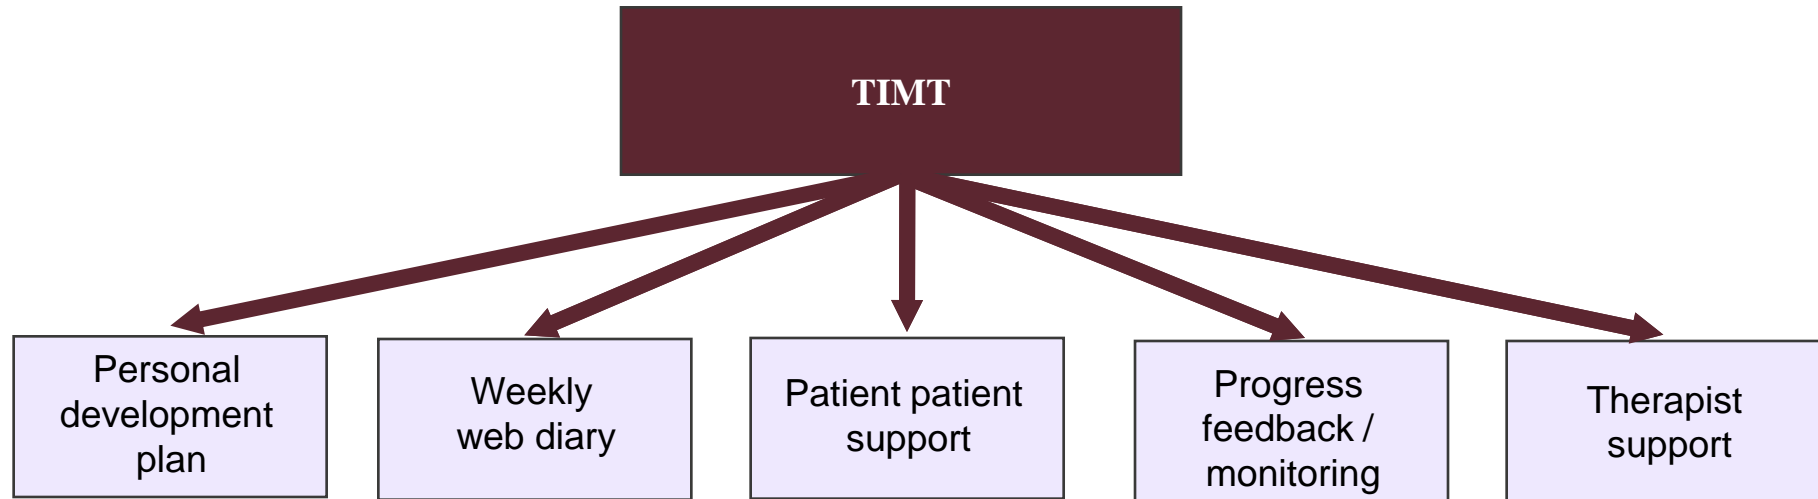 TIMT
Personal
development
plan
Weekly
web diary
Patient patient
support
Progress
feedback /
monitoring
Therapist
support